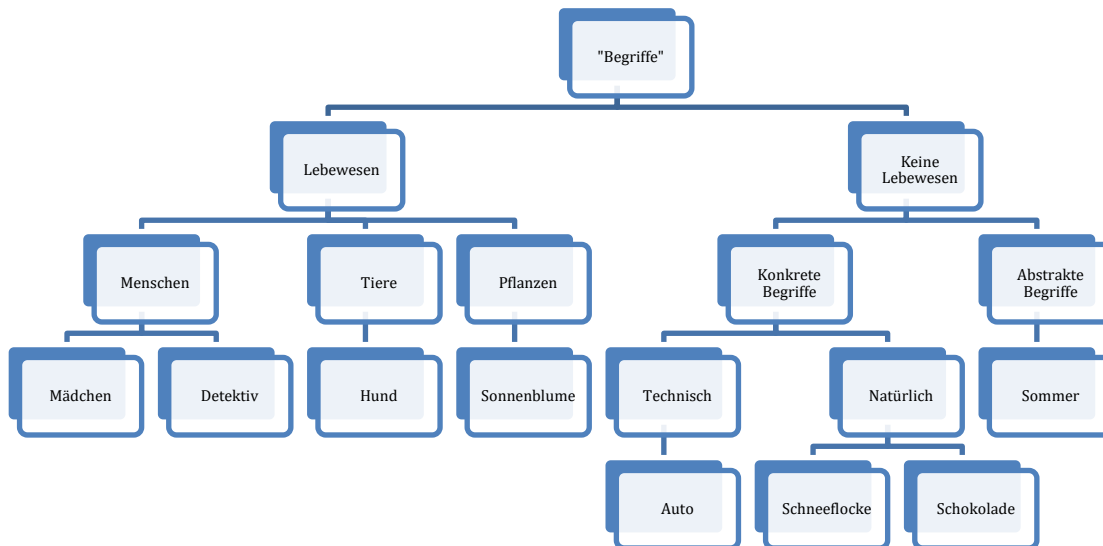 "Begriffe"
Lebewesen
Keine
Lebewesen
Menschen
Tiere
Pflanzen
Konkrete
Begriffe
Abstrakte
Begriffe
Mädchen
Detektiv
Hund
Sonnenblume
Technisch
Natürlich
Sommer
Auto
Schneeflocke
Schokolade